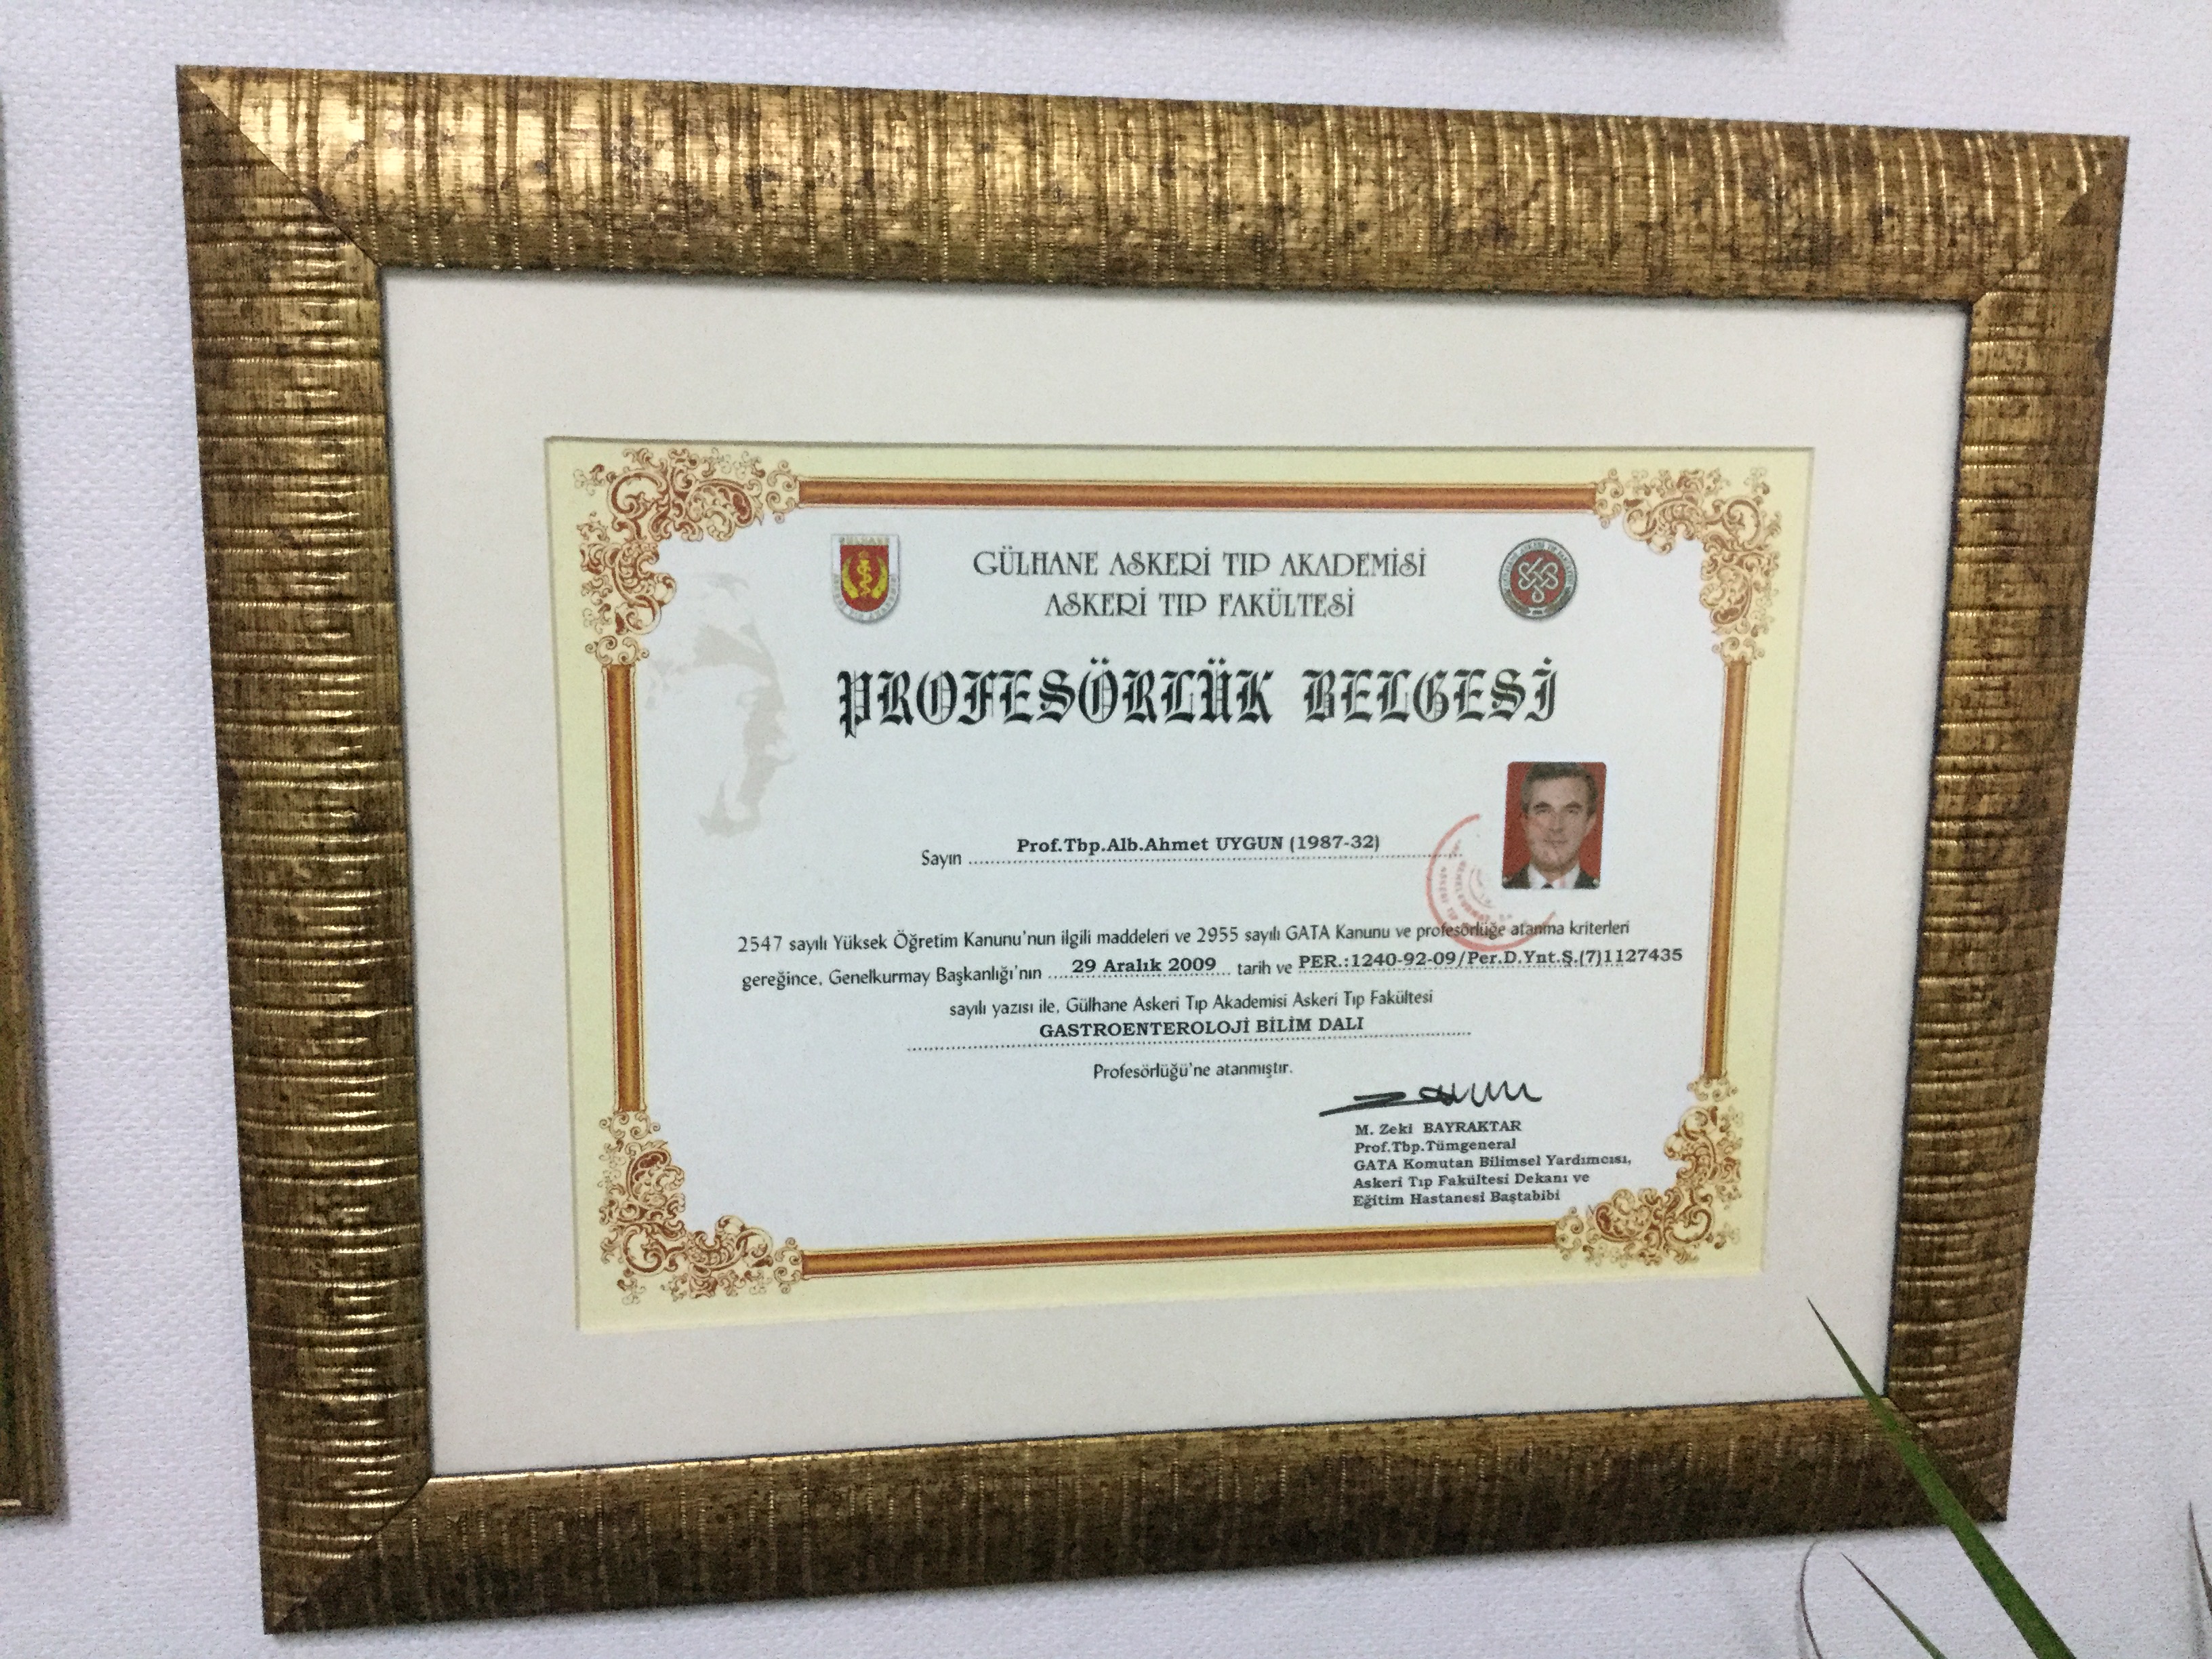 GÜLHANE ASKERİ TIP AKADEMİSİ
ASKERİ TIP FAKÜLTESİ
PROFESÖRLÜK BELGESİ
Sayın Prof.Tbp.Alb.Ahmet UYGUN (1987-32)
2547 sayılı Yüksek Öğretim Kanunu'nun ilgili maddeleri ve 2955 sayılı GATA Kanunu ve profesörlüğe atanma kriterleri
gereğince, Genelkurmay Başkanlığı'nın 29 Aralık 2009 tarih ve PER.:1240-92-09/Per.D.Ynt.Ş.(7)1127435
sayılı yazısı ile, Gülhane Askeri Tıp Akademisi Askeri Tıp Fakültesi
GASTROENTEROLOJİ BİLİM DALI
Profesörlüğü'ne atanmıştır.
M. Zeki BAYRAKTAR
Prof.Tbp.Tümgeneral
GATA Komutan Bilimsel Yardımcısı,
Askeri Tıp Fakültesi Dekanı ve
Eğitim Hastanesi Baştabibi